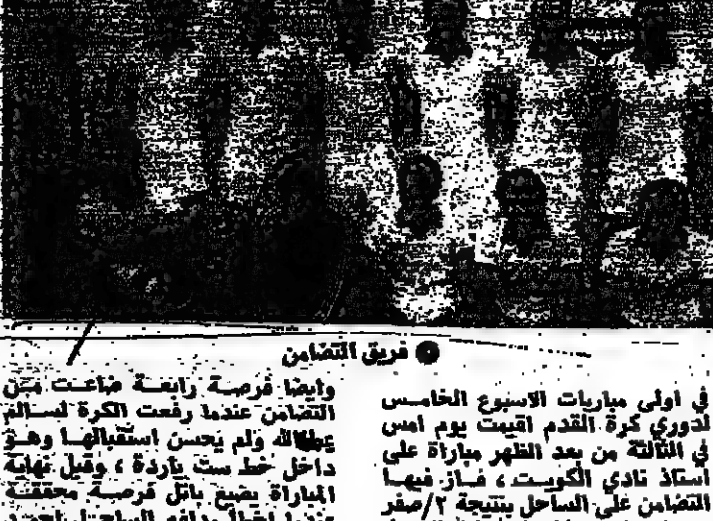 فريق التضامن
في اولى مباريات الاسبوع الخامس
لدوري كرة القدم اقيمت يوم امس
في الثالثة من بعد الظهر مباراة على
استاذ نادي الكويت ، فاز فيها
التضامن على الساحل بنتيجة ٢/صفر
وايضا فرصة رابعة ضاعت من
التضامن عندما رفعت الكرة لسالم
ولم يحسن استقبالها وهو
داخل خط ست ياردة ، وقبل نهاية
المباراة يضيع باتل فرصة محققة